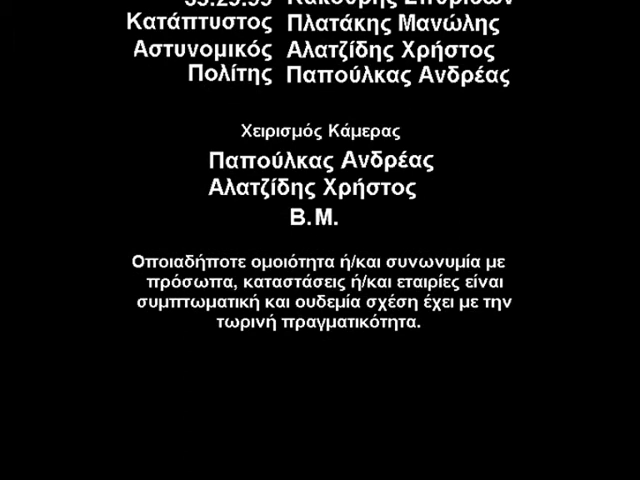 Κατάπτυστος Πλατάκης Μανώλης
Αστυνομικός Αλατζίδης Χρήστος
Πολίτης Παπούλκας Ανδρέας
Χειρισμός Κάμερας
Παπούλκας Ανδρέας
Αλατζίδης Χρήστος
Β.Μ.
Οποιαδήποτε ομοιότητα ή/και συνωνυμία με
πρόσωπα, καταστάσεις ή/και εταιρίες είναι
συμπτωματική και ουδεμία σχέση έχει με την
τωρινή πραγματικότητα.